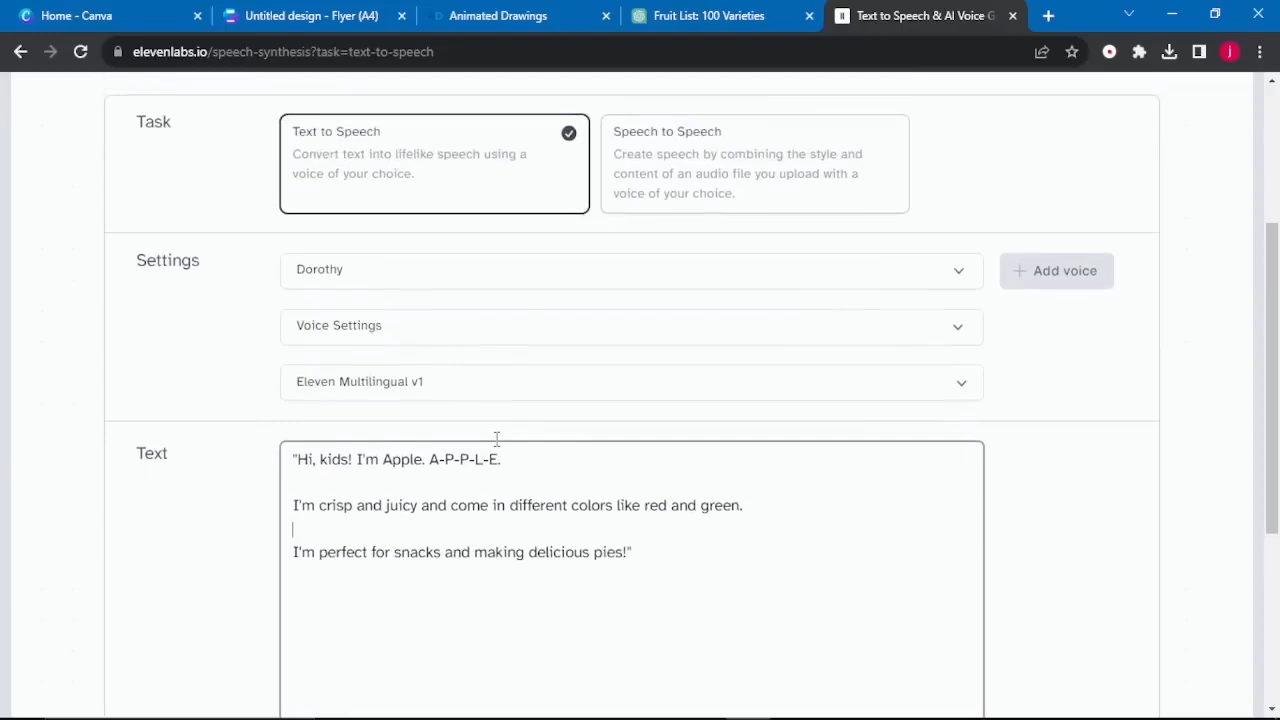 Home - Canva
Untitled design - Flyer (A4)
Animated Drawings
Fruit List: 100 Varieties
Text to Speech & AI Voice G
elevenlabs.io/speech-synthesis?task=text-to-speech
j
Task
Text to Speech
Convert text into lifelike speech using a
voice of your choice.
Speech to Speech
Create speech by combining the style and
content of an audio file you upload with a
voice of your choice.
Settings
Dorothy
+ Add voice
Voice Settings
Eleven Multilingual v1
Text
"Hi, kids! I'm Apple. A-P-P-L-E.
I'm crisp and juicy and come in different colors like red and green.
I'm perfect for snacks and making delicious pies!"